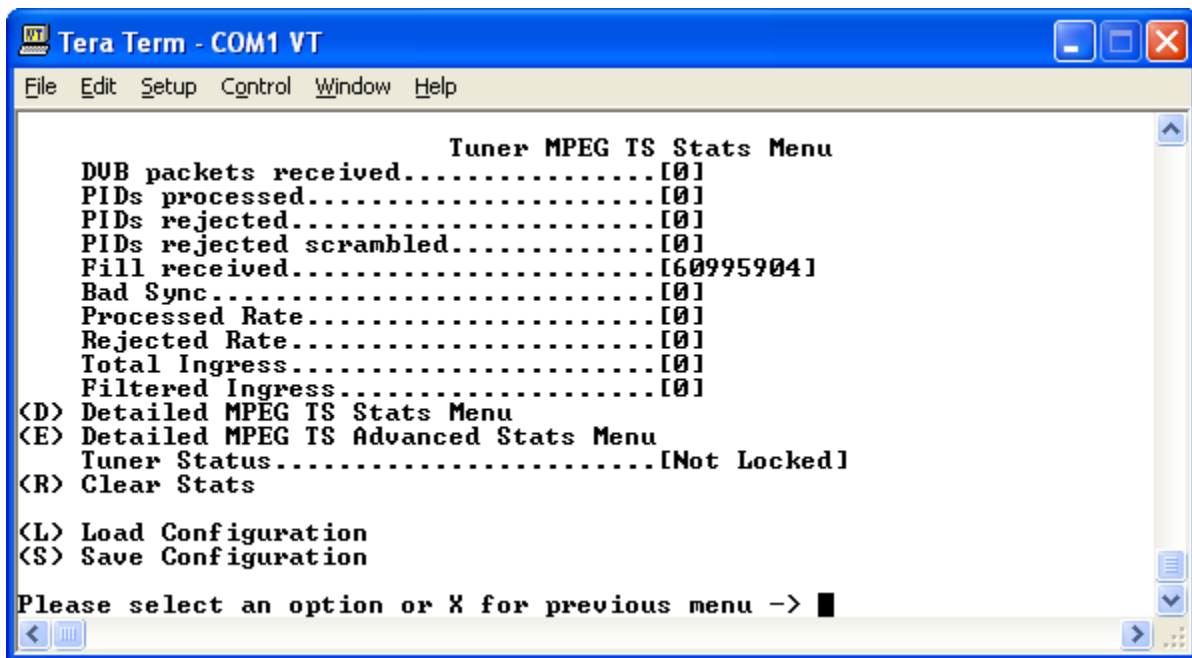 Tera Term - COM1 VT
File Edit Setup Control Window Help
Tuner MPEG TS Stats Menu
DVB packets received................[0]
PIDs processed......................[0]
PIDs rejected.......................[0]
PIDs rejected scrambled.............[0]
Fill received.......................[60995904]
Bad Sync............................[0]
Processed Rate......................[0]
Rejected Rate.......................[0]
Total Ingress.......................[0]
Filtered Ingress....................[0]
(D) Detailed MPEG TS Stats Menu
(E) Detailed MPEG TS Advanced Stats Menu
Tuner Status........................[Not Locked]
(R) Clear Stats
(L) Load Configuration
(S) Save Configuration
Please select an option or X for previous menu ->